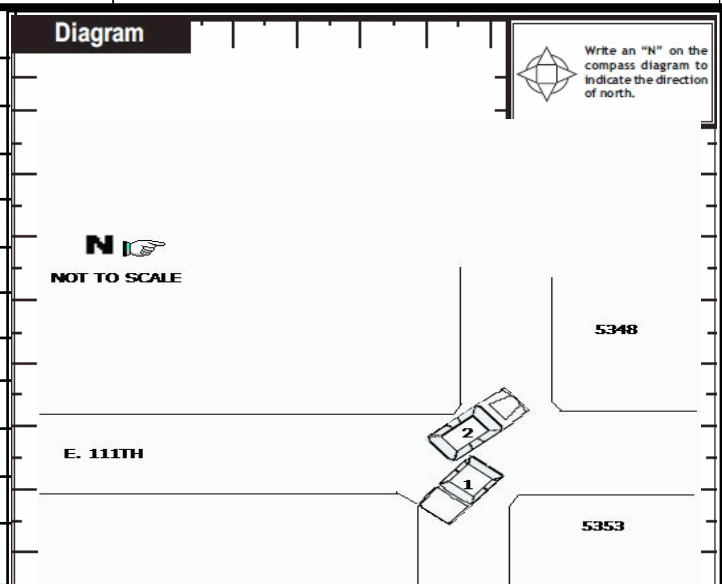 Diagram
Write an “N” on the
compass diagram to
indicate the direction
of north.
N
NOT TO SCALE
5348
2
E. 111TH
1
5353